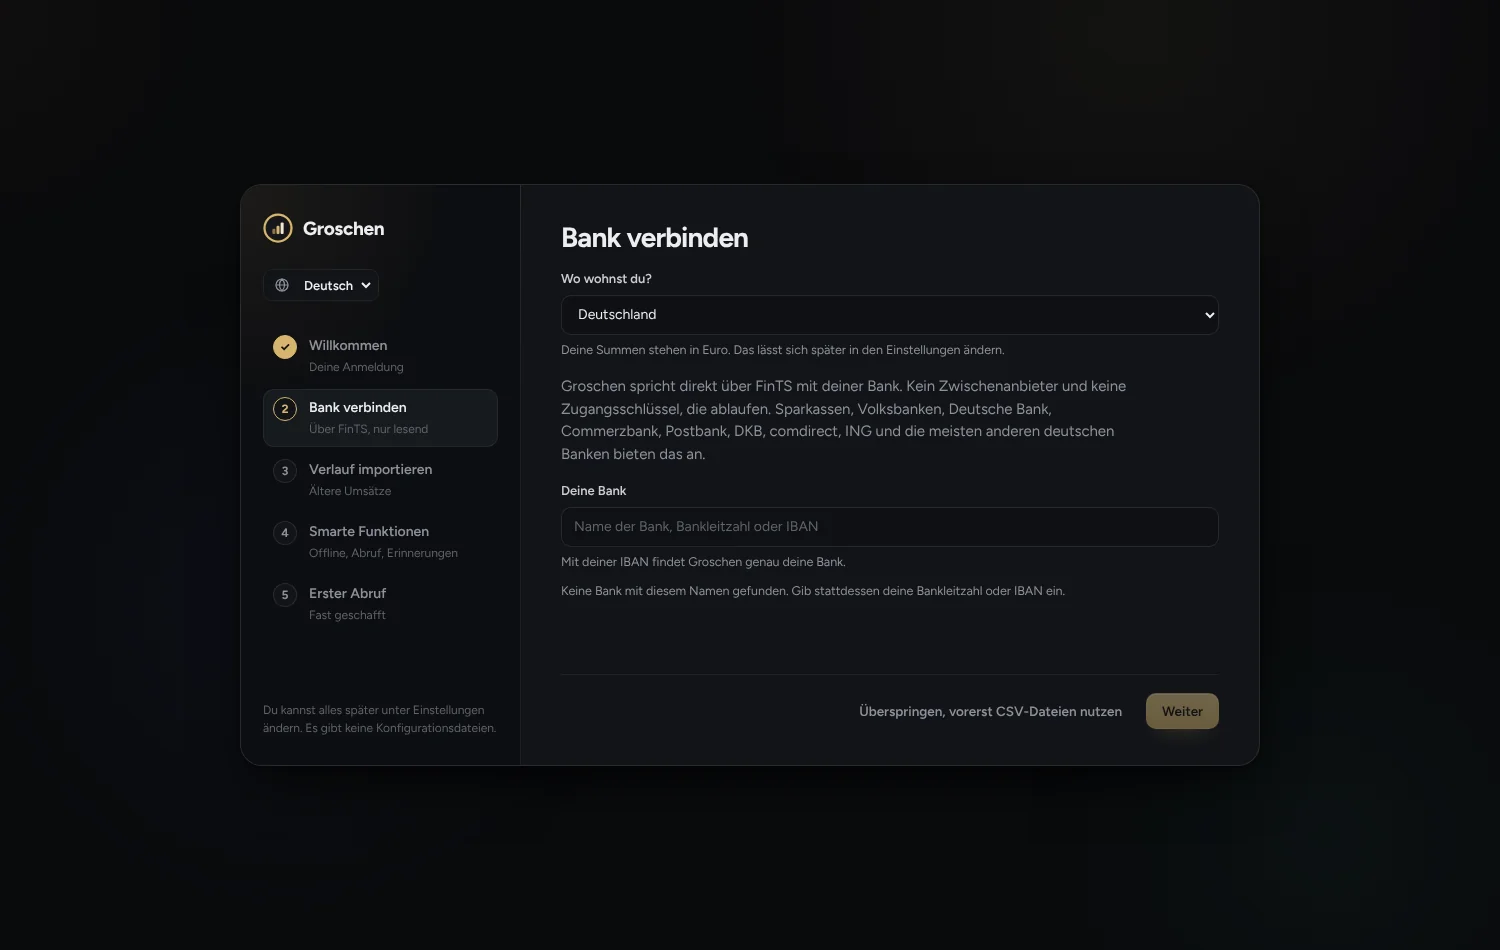 Groschen
Deutsch
Willkommen
Deine Anmeldung
2
Bank verbinden
Über FinTS, nur lesend
3
Verlauf importieren
Ältere Umsätze
4
Smarte Funktionen
Offline, Abruf, Erinnerungen
5
Erster Abruf
Fast geschafft
Du kannst alles später unter Einstellungen
ändern. Es gibt keine Konfigurationsdateien.
Bank verbinden
Wo wohnst du?
Deutschland
Deine Summen stehen in Euro. Das lässt sich später in den Einstellungen ändern.
Groschen spricht direkt über FinTS mit deiner Bank. Kein Zwischenanbieter und keine
Zugangsschlüssel, die ablaufen. Sparkassen, Volksbanken, Deutsche Bank,
Commerzbank, Postbank, DKB, comdirect, ING und die meisten anderen deutschen
Banken bieten das an.
Deine Bank
Name der Bank, Bankleitzahl oder IBAN
Mit deiner IBAN findet Groschen genau deine Bank.
Keine Bank mit diesem Namen gefunden. Gib stattdessen deine Bankleitzahl oder IBAN ein.
Überspringen, vorerst CSV-Dateien nutzen
Weiter